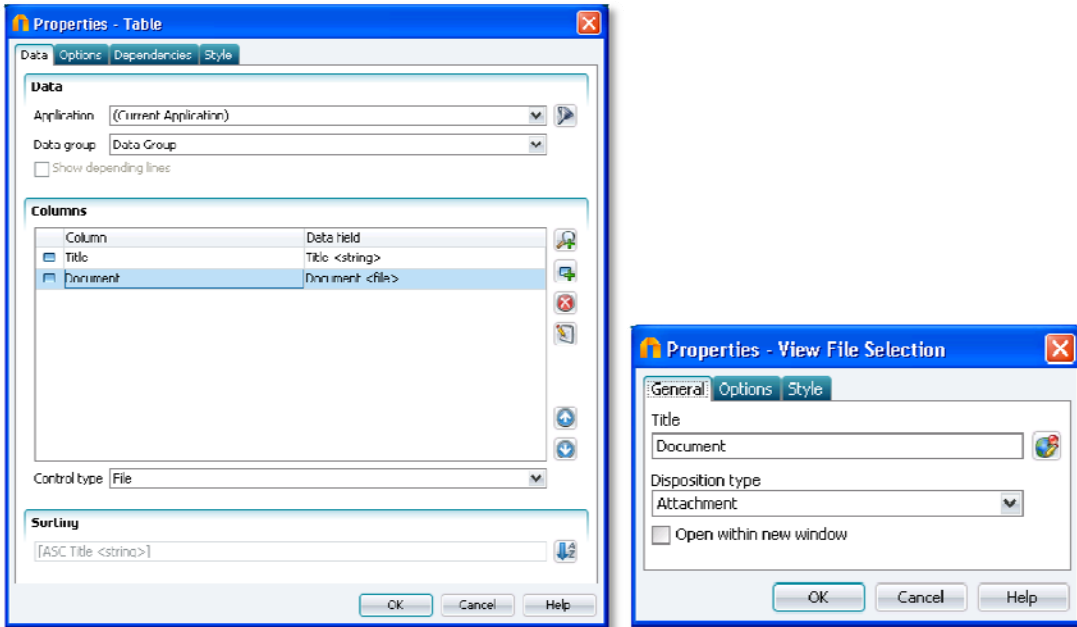 Properties - Table
Data Options Dependencies Style
Data
Application (Current Application)
Data group Data Group
Show depending lines
Columns
Column Data field
Title Title <string>
Document Document <file>
Control type File
Sorting
[ASC Title <string>]
OK Cancel Help
Properties - View File Selection
General Options Style
Title
Document
Disposition type
Attachment
Open within new window
OK Cancel Help